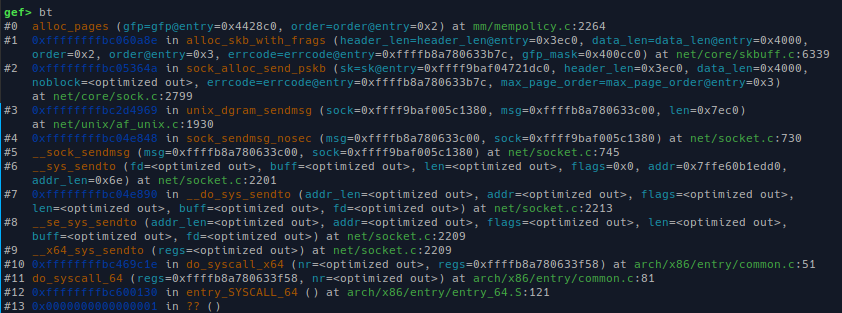 gef> bt
#0  alloc_pages (gfp=gfp@entry=0x4428c0, order=order@entry=0x2) at mm/mempolicy.c:2264
#1  0xffffffffbc060a8e in alloc_skb_with_frags (header_len=header_len@entry=0x3ec0, data_len=data_len@entry=0x4000,
order=0x2, order@entry=0x3, errcode=errcode@entry=0xffffb8a780633b7c, gfp_mask=0x400cc0) at net/core/skbuff.c:6339
#2  0xffffffffbc05364a in sock_alloc_send_pskb (sk=sk@entry=0xffff9baf04721dc0, header_len=0x3ec0, data_len=0x4000,
noblock=<optimized out>, errcode=errcode@entry=0xffffb8a780633b7c, max_page_order=max_page_order@entry=0x3)
at net/core/sock.c:2799
#3  0xffffffffbc2d4969 in unix_dgram_sendmsg (sock=0xffff9baf005c1380, msg=0xffffb8a780633c00, len=0x7ec0)
at net/unix/af_unix.c:1930
#4  0xffffffffbc04e848 in sock_sendmsg_nosec (msg=0xffffb8a780633c00, sock=0xffff9baf005c1380) at net/socket.c:730
#5  __sock_sendmsg (msg=0xffffb8a780633c00, sock=0xffff9baf005c1380) at net/socket.c:745
#6  __sys_sendto (fd=<optimized out>, buff=<optimized out>, len=<optimized out>, flags=0x0, addr=0x7ffe60b1edd0,
addr_len=0x6e) at net/socket.c:2201
#7  0xffffffffbc04e890 in __do_sys_sendto (addr_len=<optimized out>, addr=<optimized out>, flags=<optimized out>,
len=<optimized out>, buff=<optimized out>, fd=<optimized out>) at net/socket.c:2213
#8  __se_sys_sendto (addr_len=<optimized out>, addr=<optimized out>, flags=<optimized out>, len=<optimized out>,
buff=<optimized out>, fd=<optimized out>) at net/socket.c:2209
#9  __x64_sys_sendto (regs=<optimized out>) at net/socket.c:2209
#10 0xffffffffbc469c1e in do_syscall_x64 (nr=<optimized out>, regs=0xffffb8a780633f58) at arch/x86/entry/common.c:51
#11 do_syscall_64 (regs=0xffffb8a780633f58, nr=<optimized out>) at arch/x86/entry/common.c:81
#12 0xffffffffbc600130 in entry_SYSCALL_64 () at arch/x86/entry/entry_64.S:121
#13 0x0000000000000001 in ?? ()